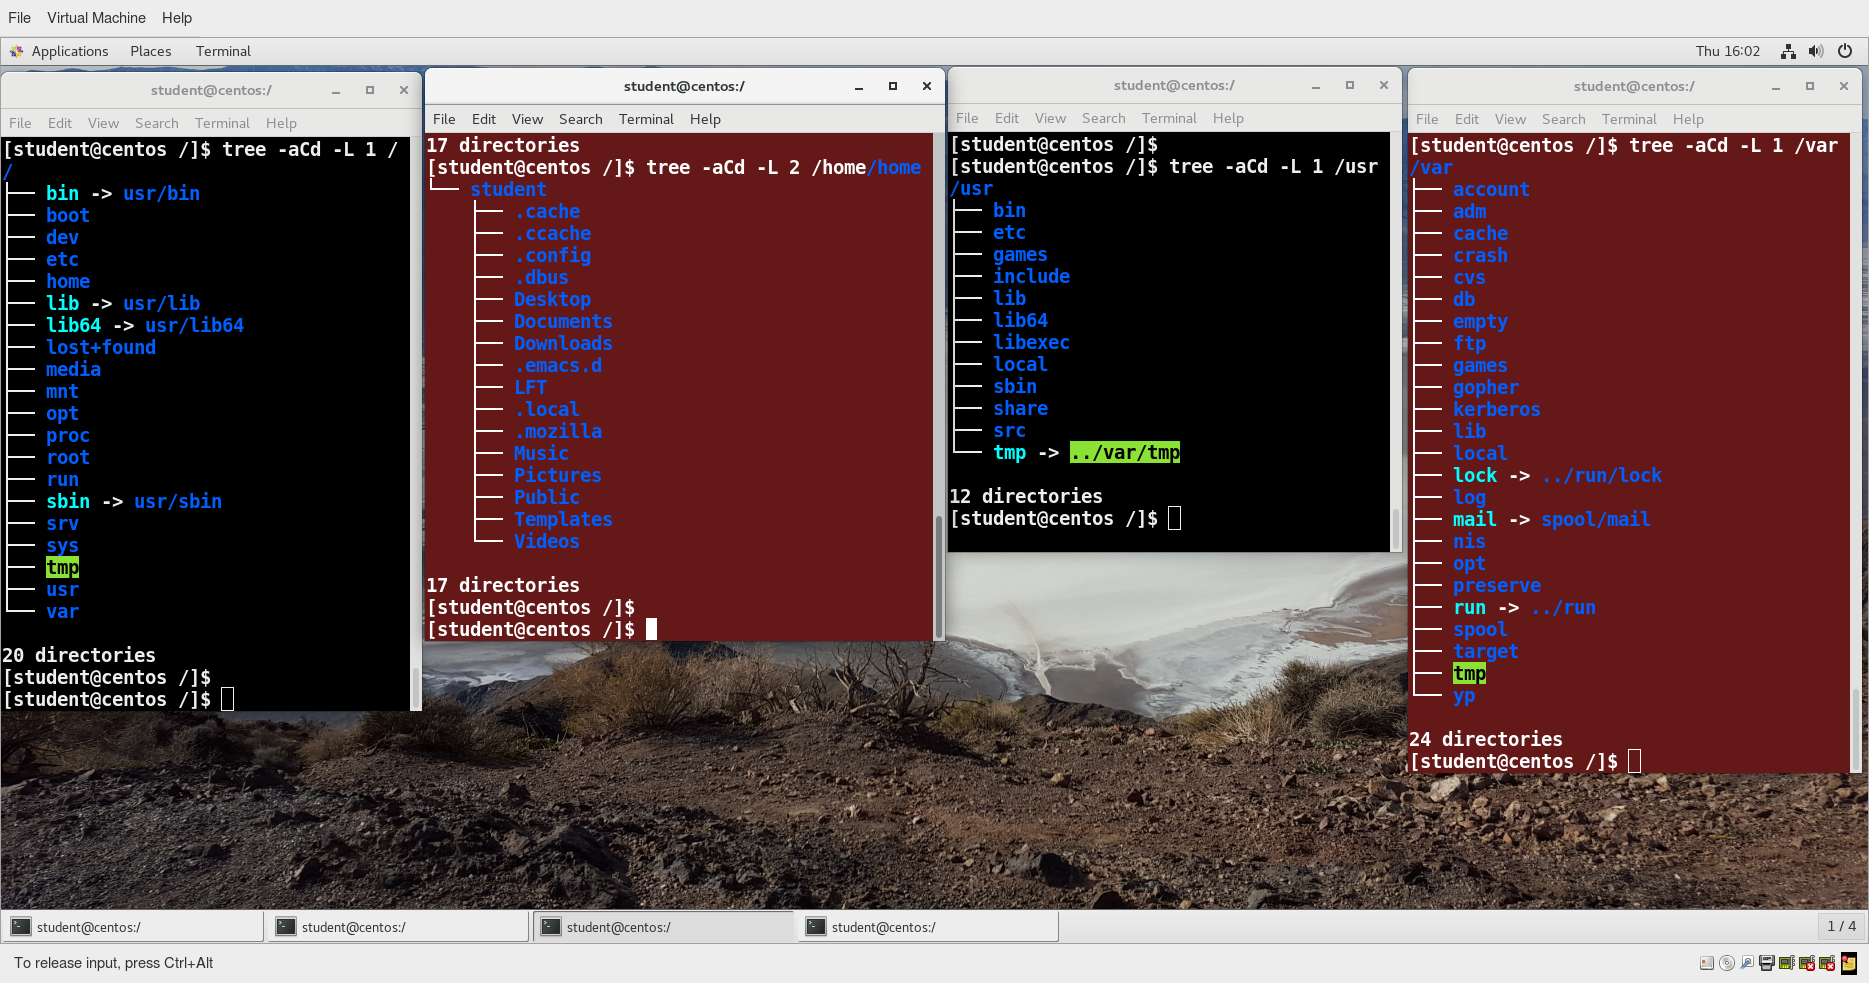 File Virtual Machine Help
Applications Places Terminal Thu 16:02
student@centos:/
File Edit View Search Terminal Help
[student@centos /]$ tree -aCd -L 1 /
/
├── bin -> usr/bin
├── boot
├── dev
├── etc
├── home
├── lib -> usr/lib
├── lib64 -> usr/lib64
├── lost+found
├── media
├── mnt
├── opt
├── proc
├── root
├── run
├── sbin -> usr/sbin
├── srv
├── sys
├── tmp
├── usr
└── var
20 directories
[student@centos /]$
[student@centos /]$
student@centos:/
File Edit View Search Terminal Help
17 directories
[student@centos /]$ tree -aCd -L 2 /home/home
└── student
├── .cache
├── .ccache
├── .config
├── .dbus
├── Desktop
├── Documents
├── Downloads
├── .emacs.d
├── LFT
├── .local
├── .mozilla
├── Music
├── Pictures
├── Public
├── Templates
└── Videos
17 directories
[student@centos /]$
[student@centos /]$
student@centos:/
File Edit View Search Terminal Help
[student@centos /]$
[student@centos /]$ tree -aCd -L 1 /usr
/usr
├── bin
├── etc
├── games
├── include
├── lib
├── lib64
├── libexec
├── local
├── sbin
├── share
├── src
└── tmp -> ../var/tmp
12 directories
[student@centos /]$
student@centos:/
File Edit View Search Terminal Help
[student@centos /]$ tree -aCd -L 1 /var
/var
├── account
├── adm
├── cache
├── crash
├── cvs
├── db
├── empty
├── ftp
├── games
├── gopher
├── kerberos
├── lib
├── local
├── lock -> ../run/lock
├── log
├── mail -> spool/mail
├── nis
├── opt
├── preserve
├── run -> ../run
├── spool
├── target
├── tmp
└── yp
24 directories
[student@centos /]$
student@centos:/ student@centos:/ student@centos:/ student@centos:/ 1 / 4
To release input, press Ctrl+Alt